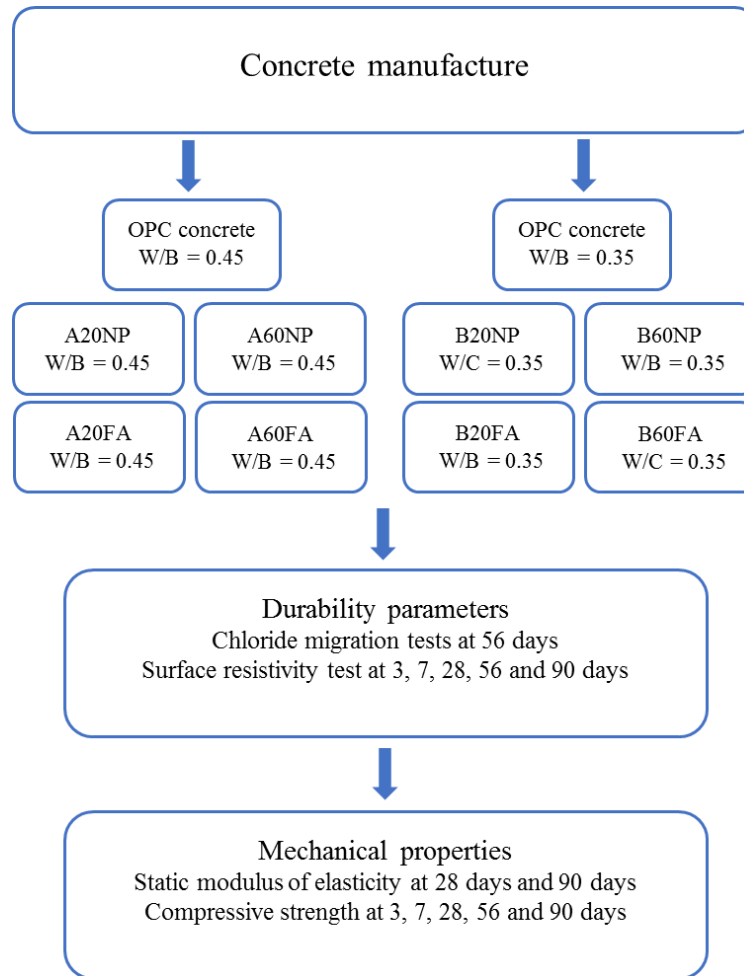 Concrete manufacture
OPC concrete
W/B = 0.45
OPC concrete
W/B = 0.35
A20NP
W/B = 0.45
A60NP
W/B = 0.45
B20NP
W/C = 0.35
B60NP
W/B = 0.35
A20FA
W/B = 0.45
A60FA
W/B = 0.45
B20FA
W/B = 0.35
B60FA
W/C = 0.35
Durability parameters
Chloride migration tests at 56 days
Surface resistivity test at 3, 7, 28, 56 and 90 days
Mechanical properties
Static modulus of elasticity at 28 days and 90 days
Compressive strength at 3, 7, 28, 56 and 90 days